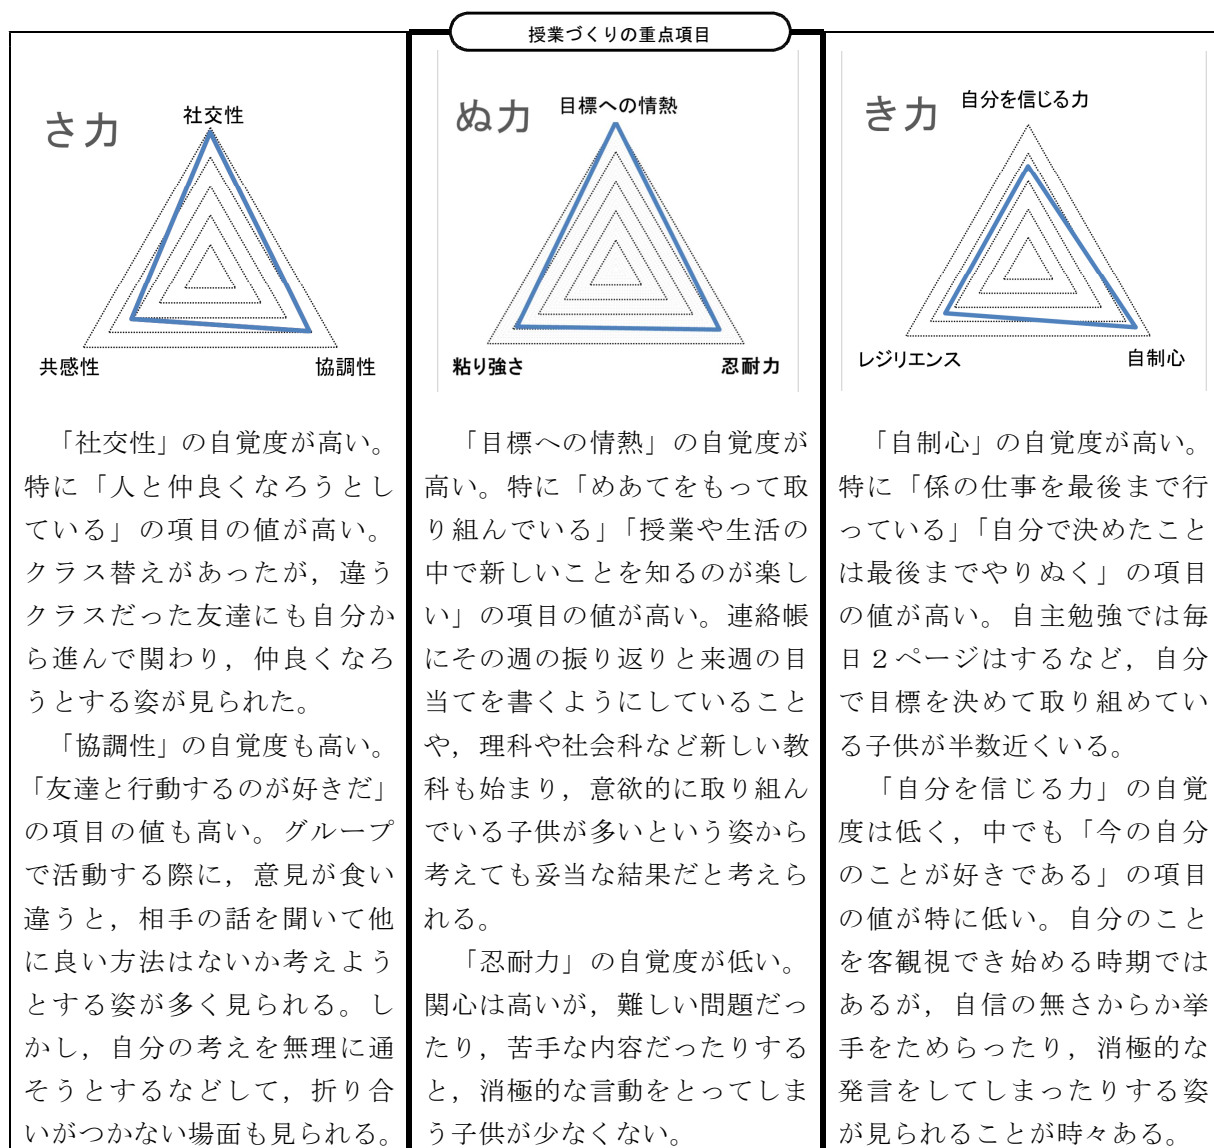 授業づくりの重点項目
さ力
社交性
共感性
協調性
「社交性」の自覚度が高い。
特に「人と仲良くなろうとし
ている」の項目の値が高い。
クラス替えがあったが，違う
クラスだった友達にも自分か
ら進んで関わり，仲良くなろ
うとする姿が見られた。
「協調性」の自覚度も高い。
「友達と行動するのが好きだ」
の項目の値も高い。グループ
で活動する際に，意見が食い
違うと，相手の話を聞いて他
に良い方法はないか考えよう
とする姿が多く見られる。し
かし，自分の考えを無理に通
そうとするなどして，折り合
いがつかない場面も見られる。
ぬ力
目標への情熱
粘り強さ
忍耐力
「目標への情熱」の自覚度が
高い。特に「めあてをもって取
り組んでいる」「授業や生活の
中で新しいことを知るのが楽し
い」の項目の値が高い。連絡帳
にその週の振り返りと来週の目
当てを書くようにしていること
や，理科や社会科など新しい教
科も始まり，意欲的に取り組ん
でいる子供が多いという姿から
考えても妥当な結果だと考えら
れる。
「忍耐力」の自覚度が低い。
関心は高いが，難しい問題だっ
たり，苦手な内容だったりする
と，消極的な言動をとってしま
う子供が少なくない。
き力
自分を信じる力
レジリエンス
自制心
「自制心」の自覚度が高い。
特に「係の仕事を最後まで行
っている」「自分で決めたこと
は最後までやりぬく」の項目
の値が高い。自主勉強では毎
日２ページはするなど，自分
で目標を決めて取り組めてい
る子供が半数近くいる。
「自分を信じる力」の自覚
度は低く，中でも「今の自分
のことが好きである」の項目
の値が特に低い。自分のこと
を客観視でき始める時期では
あるが，自信の無さからか挙
手をためらったり，消極的な
発言をしてしまったりする姿
が見られることが時々ある。